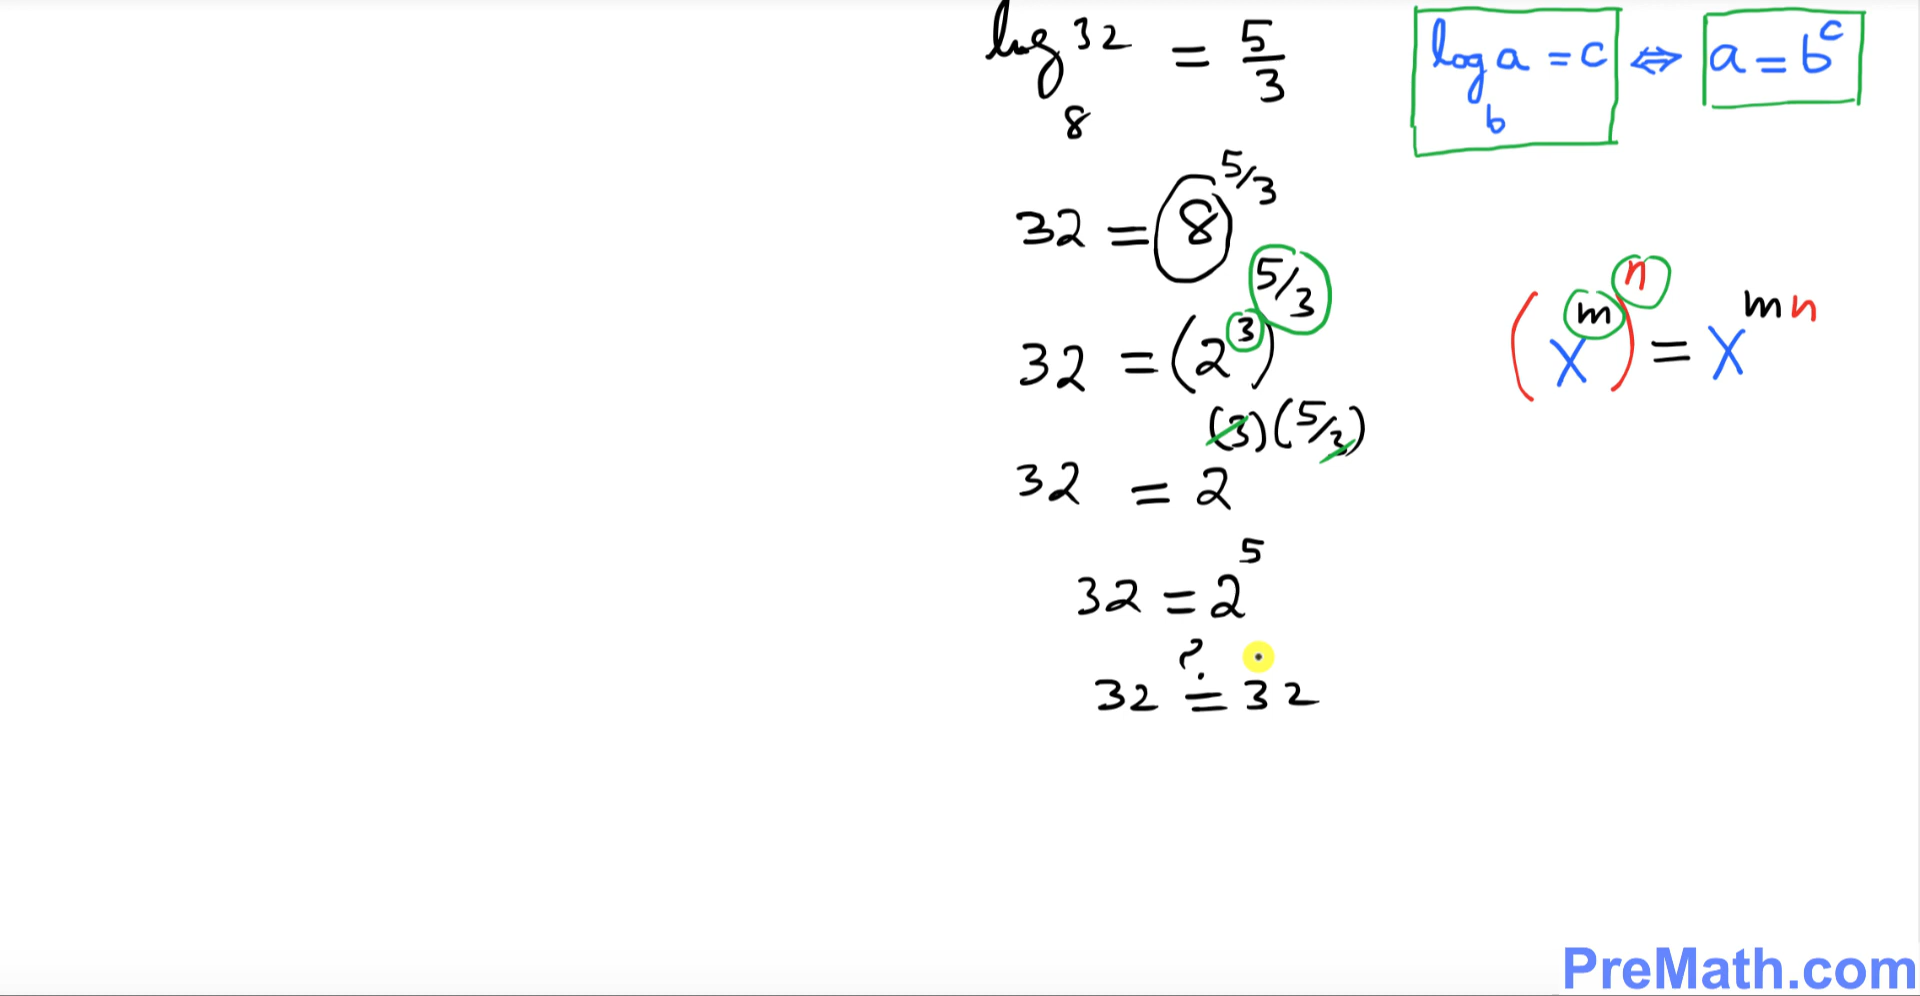 log₈ 32 = 5/3
log_b a = c ⇔ a = b^c
32 = 8^(5/3)
32 = (2^3)^(5/3)
(x^m)^n = x^(mn)
32 = 2^((3)(5/3))
32 = 2^5
32 ≟ 32
PreMath.com